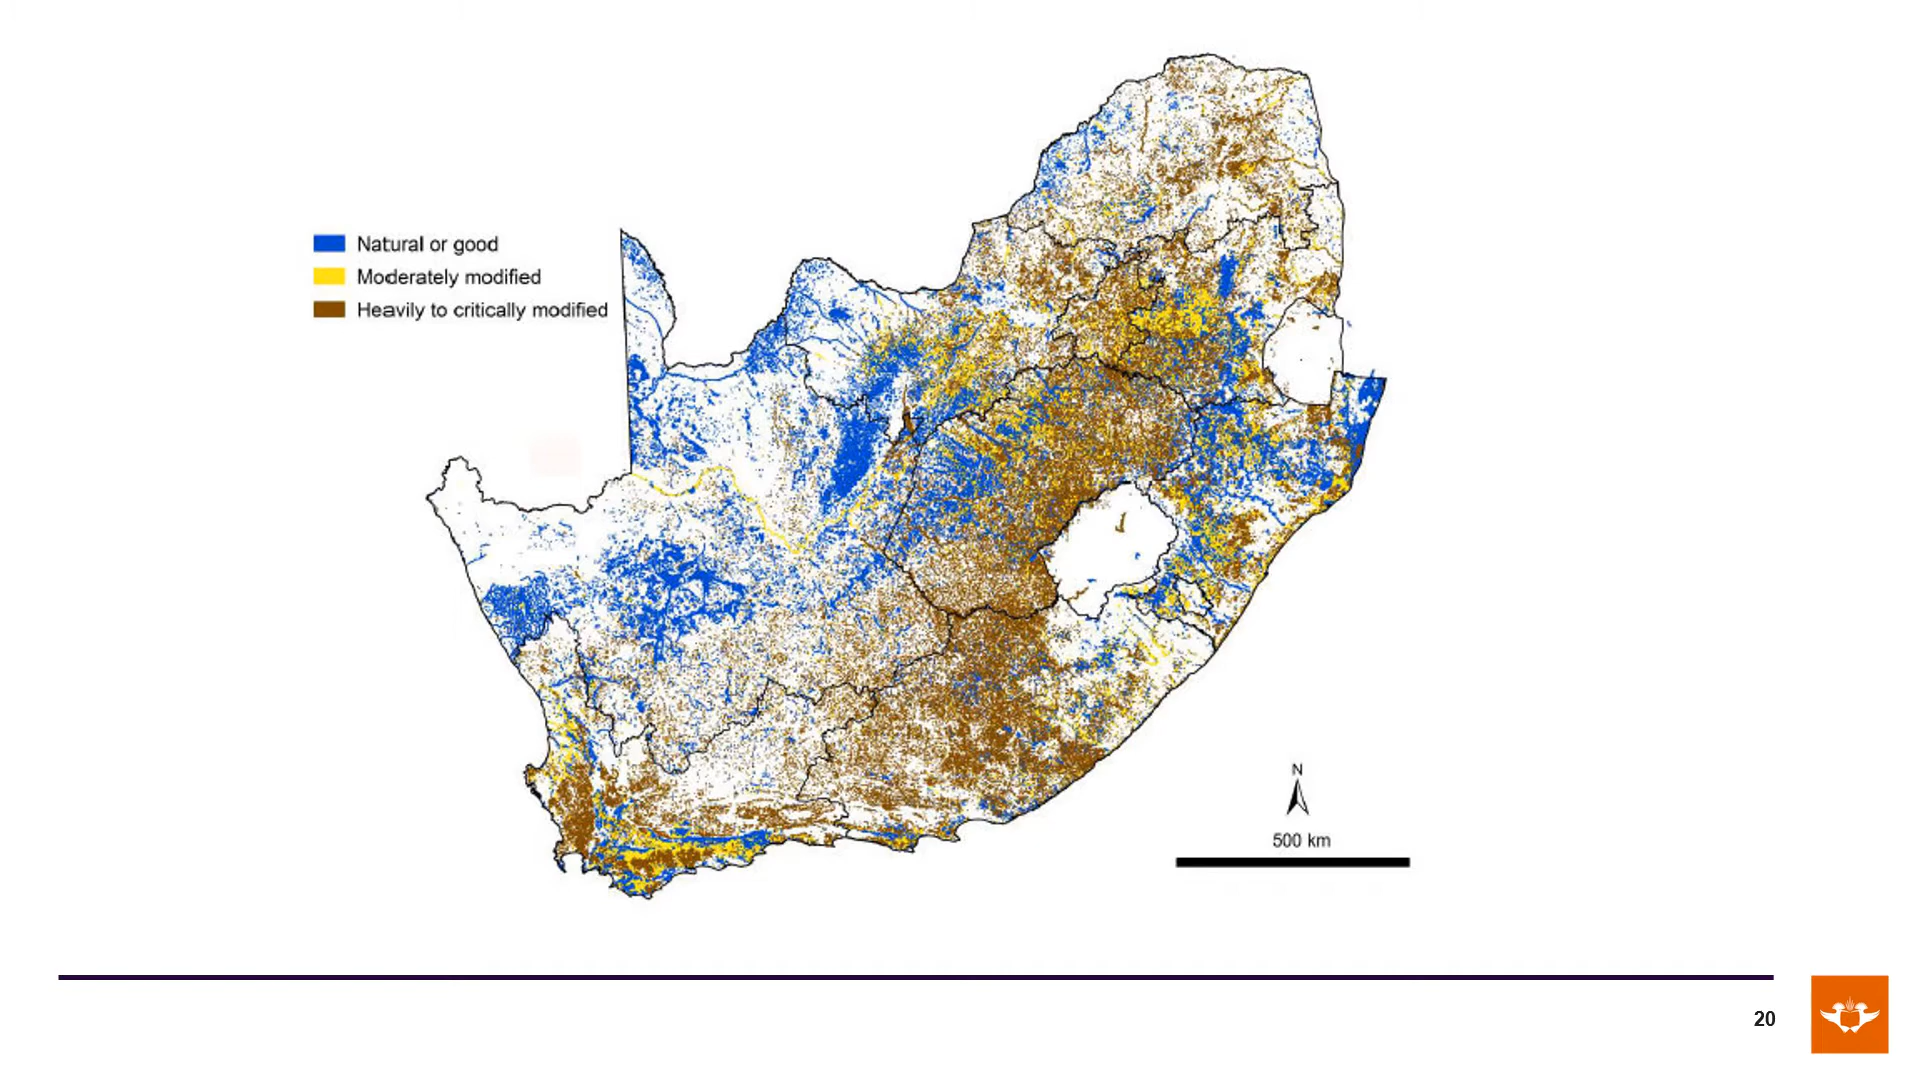 Natural or good
Moderately modified
Heavily to critically modified
N
500 km
20